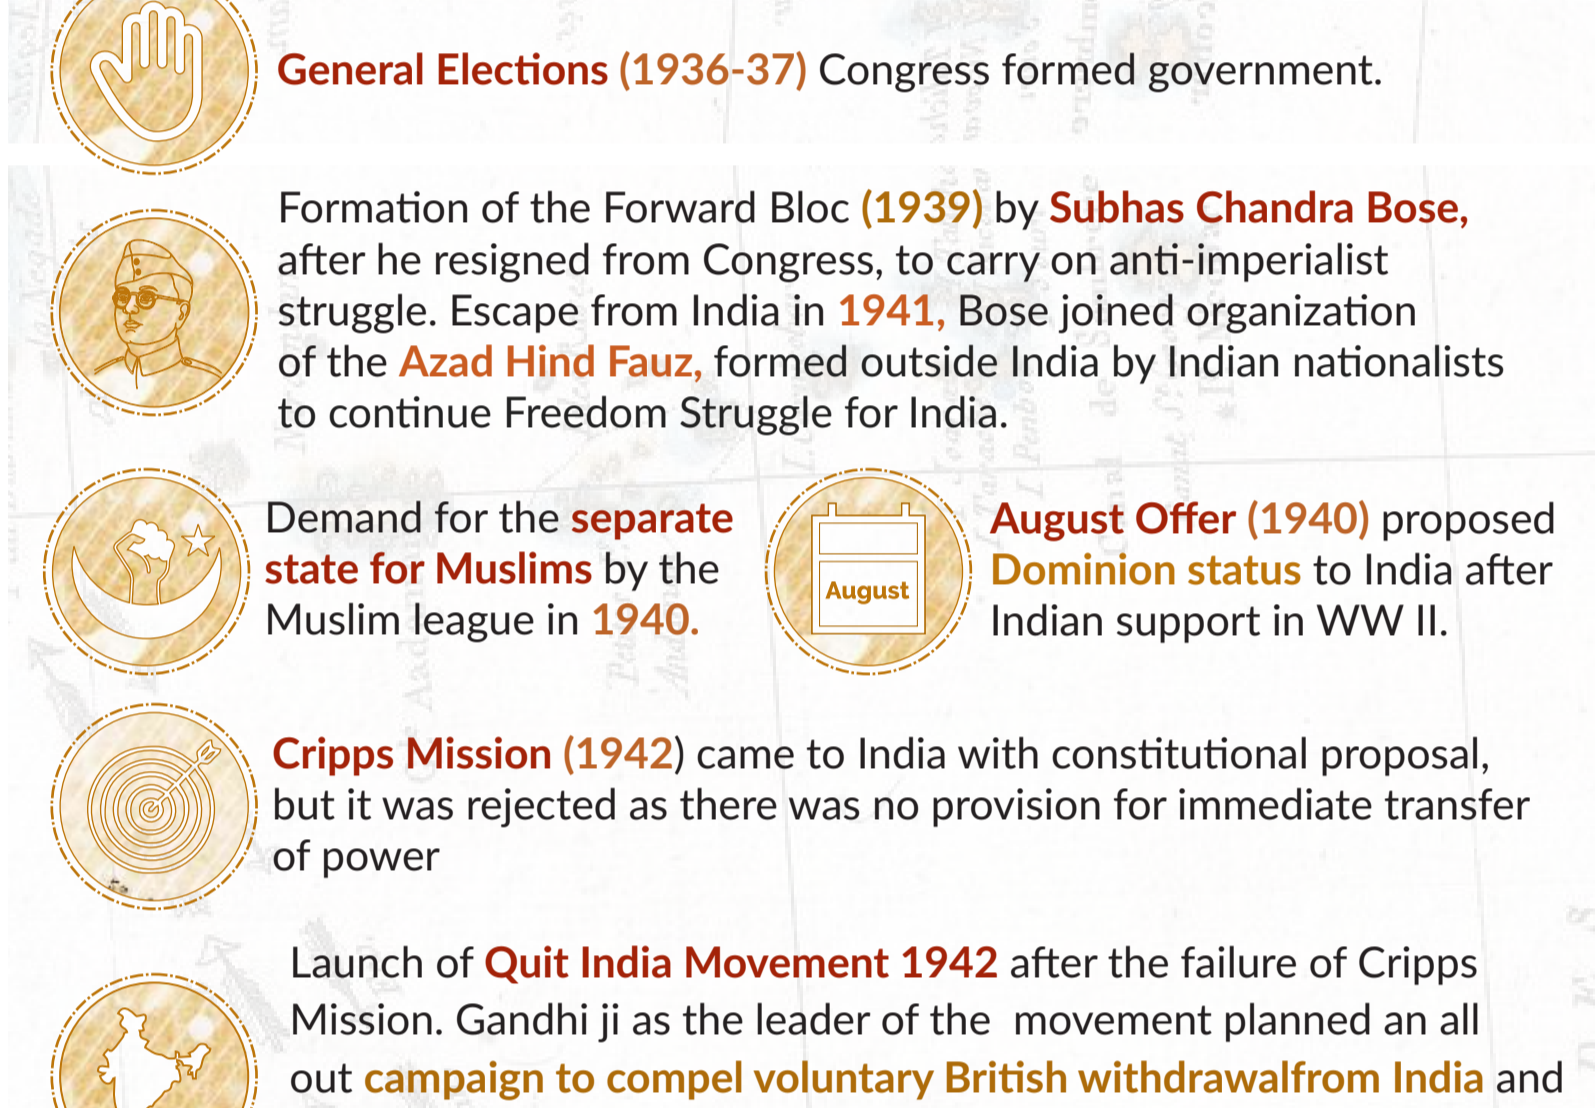 General Elections (1936-37) Congress formed government.
Formation of the Forward Bloc (1939) by Subhas Chandra Bose,
after he resigned from Congress, to carry on anti-imperialist
struggle. Escape from India in 1941, Bose joined organization
of the Azad Hind Fauz, formed outside India by Indian nationalists
to continue Freedom Struggle for India.
Demand for the separate
state for Muslims by the
Muslim league in 1940.
August
August Offer (1940) proposed
Dominion status to India after
Indian support in WW II.
Cripps Mission (1942) came to India with constitutional proposal,
but it was rejected as there was no provision for immediate transfer
of power
Launch of Quit India Movement 1942 after the failure of Cripps
Mission. Gandhi ji as the leader of the movement planned an all
out campaign to compel voluntary British withdrawalfrom India and